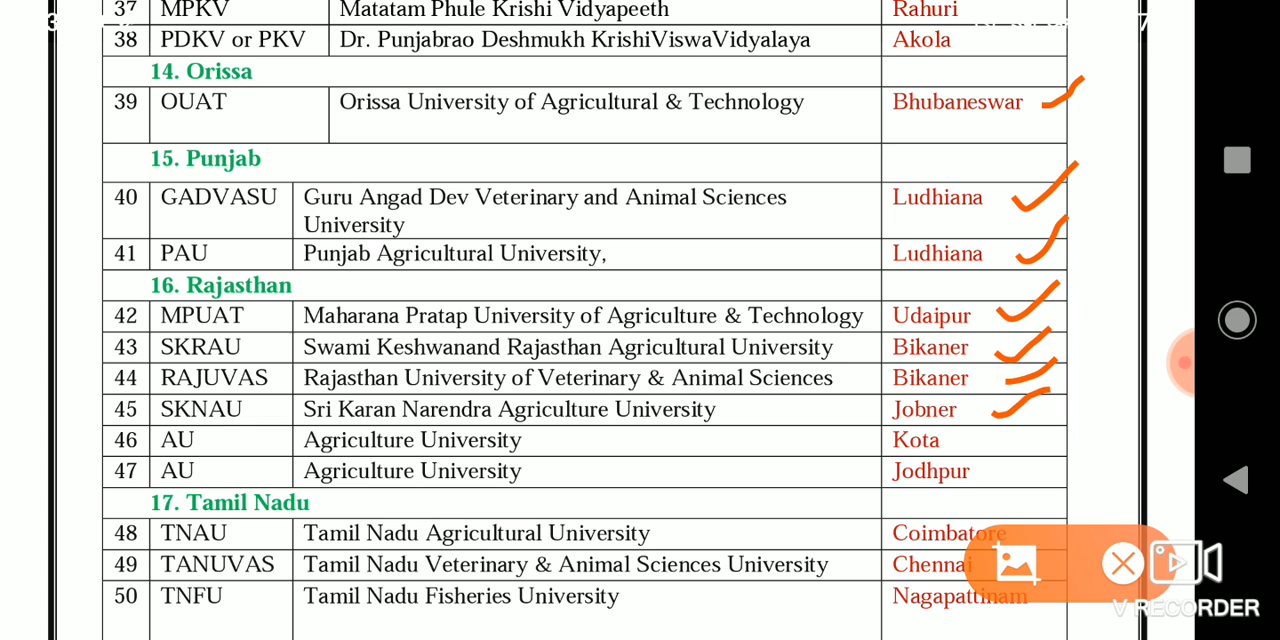 37 MPKV Matatam Phule Krishi Vidyapeeth Rahuri
38 PDKV or PKV Dr. Punjabrao Deshmukh KrishiViswaVidyalaya Akola
14. Orissa
39 OUAT Orissa University of Agricultural & Technology Bhubaneswar
15. Punjab
40 GADVASU Guru Angad Dev Veterinary and Animal Sciences Ludhiana
University
41 PAU Punjab Agricultural University, Ludhiana
16. Rajasthan
42 MPUAT Maharana Pratap University of Agriculture & Technology Udaipur
43 SKRAU Swami Keshwanand Rajasthan Agricultural University Bikaner
44 RAJUVAS Rajasthan University of Veterinary & Animal Sciences Bikaner
45 SKNAU Sri Karan Narendra Agriculture University Jobner
46 AU Agriculture University Kota
47 AU Agriculture University Jodhpur
17. Tamil Nadu
48 TNAU Tamil Nadu Agricultural University Coimbatore
49 TANUVAS Tamil Nadu Veterinary & Animal Sciences University Chennai
50 TNFU Tamil Nadu Fisheries University Nagapattinam
V RECORDER